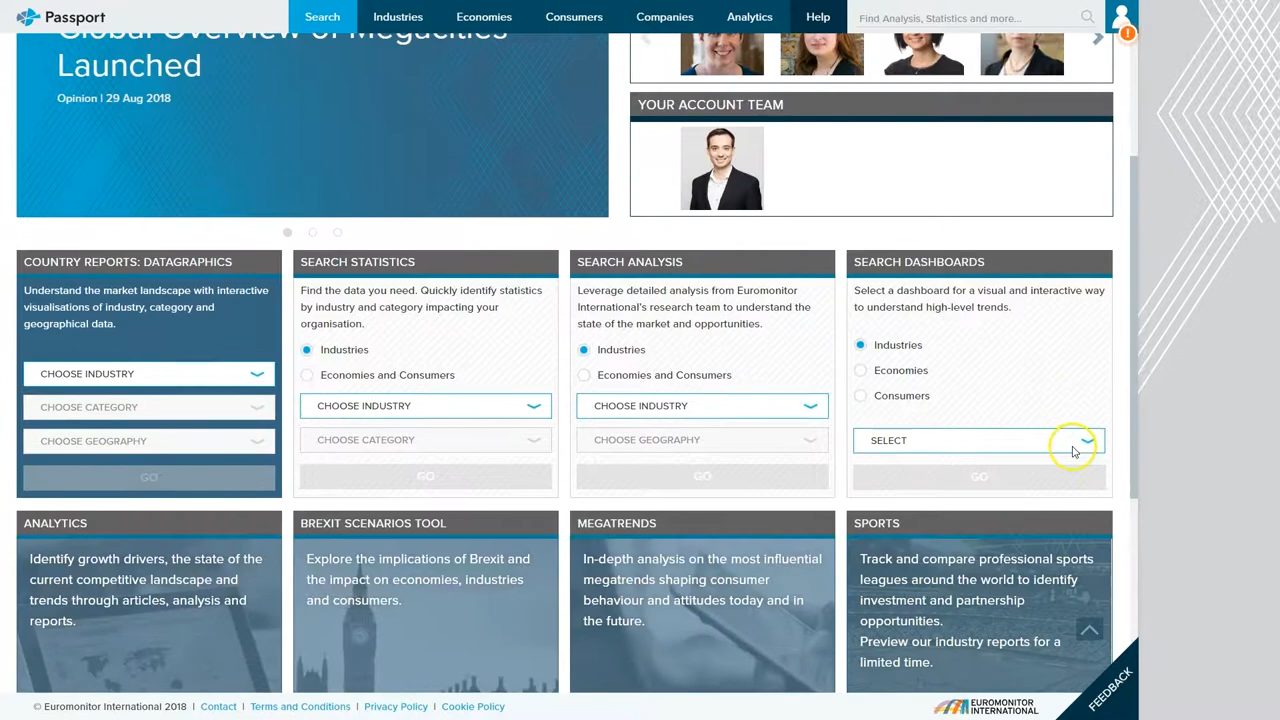 Passport
Search
Industries
Economies
Consumers
Companies
Analytics
Help
Find Analysis, Statistics and more...
!
Global Overview of Megacities
Launched
Opinion | 29 Aug 2018
YOUR ACCOUNT TEAM
COUNTRY REPORTS: DATAGRAPHICS
Understand the market landscape with interactive
visualisations of industry, category and
geographical data.
CHOOSE INDUSTRY
CHOOSE CATEGORY
CHOOSE GEOGRAPHY
GO
SEARCH STATISTICS
Find the data you need. Quickly identify statistics
by industry and category impacting your
organisation.
Industries
Economies and Consumers
CHOOSE INDUSTRY
CHOOSE CATEGORY
GO
SEARCH ANALYSIS
Leverage detailed analysis from Euromonitor
International's research team to understand the
state of the market and opportunities.
Industries
Economies and Consumers
CHOOSE INDUSTRY
CHOOSE GEOGRAPHY
GO
SEARCH DASHBOARDS
Select a dashboard for a visual and interactive way
to understand high-level trends.
Industries
Economies
Consumers
SELECT
GO
ANALYTICS
Identify growth drivers, the state of the
current competitive landscape and
trends through articles, analysis and
reports.
BREXIT SCENARIOS TOOL
Explore the implications of Brexit and
the impact on economies, industries
and consumers.
MEGATRENDS
In-depth analysis on the most influential
megatrends shaping consumer
behaviour and attitudes today and in
the future.
SPORTS
Track and compare professional sports
leagues around the world to identify
investment and partnership
opportunities.
Preview our industry reports for a
limited time.
FEEDBACK
© Euromonitor International 2018 | Contact | Terms and Conditions | Privacy Policy | Cookie Policy
EUROMONITOR
INTERNATIONAL